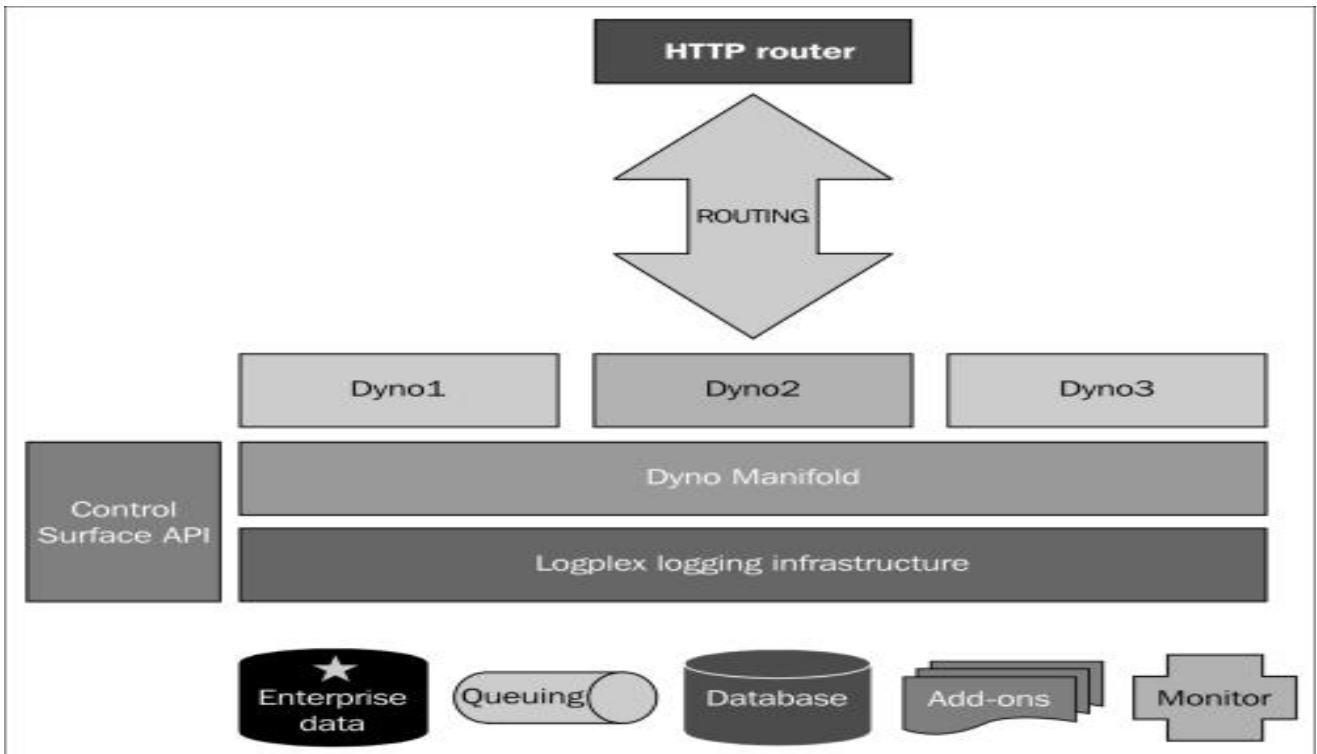 HTTP router
ROUTING
Dyno1
Dyno2
Dyno3
Control
Surface API
Dyno Manifold
Logplex logging infrastructure
Enterprise
data
Queuing
Database
Add-ons
Monitor